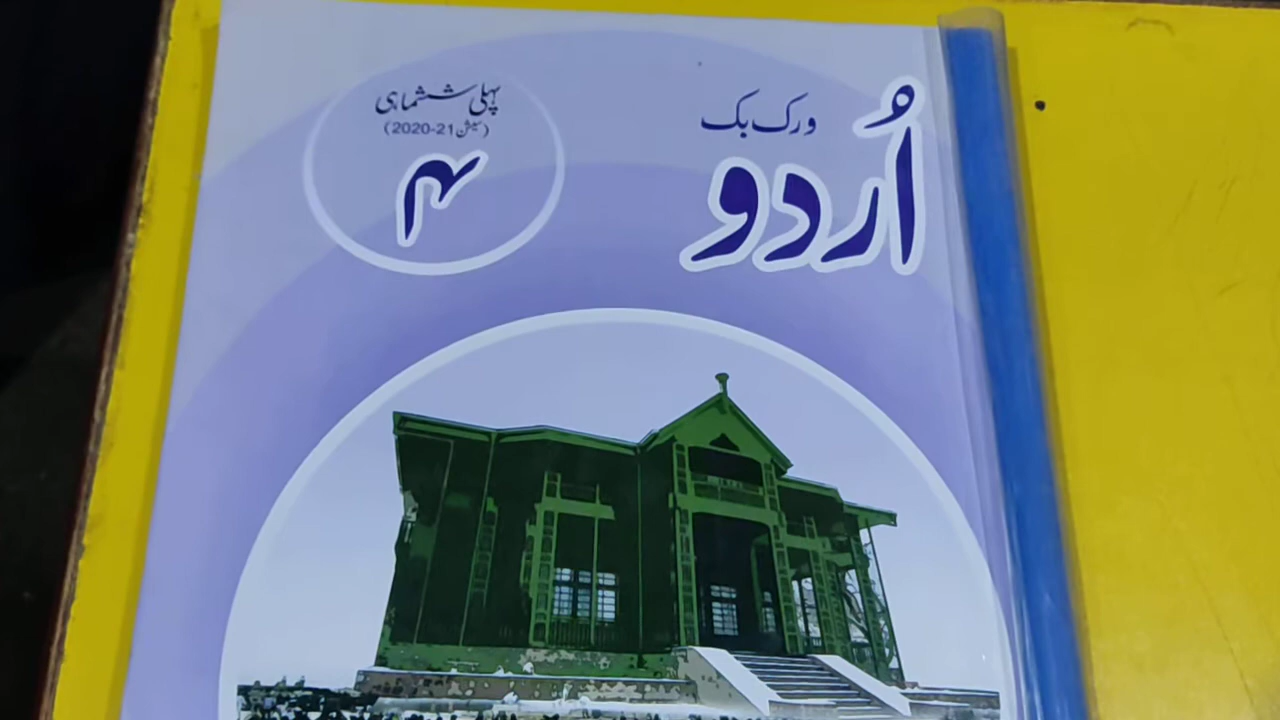 ورک بک
اُردو
پہلی ششماہی
(سیشن 21-2020)
۴